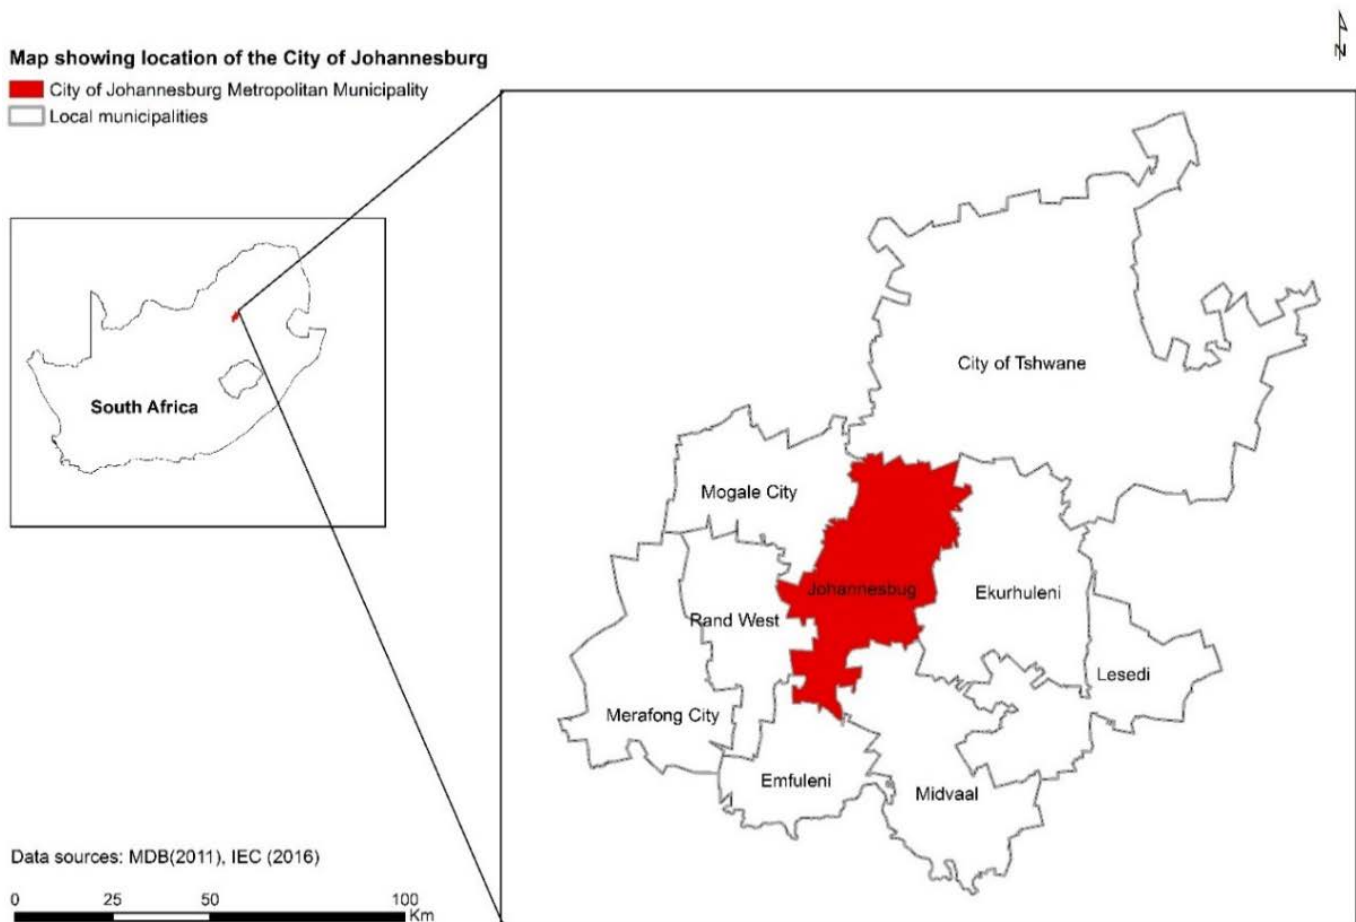 N
Map showing location of the City of Johannesburg
City of Johannesburg Metropolitan Municipality
Local municipalities
South Africa
City of Tshwane
Mogale City
Johannesbug
Ekurhuleni
Rand West
Lesedi
Merafong City
Emfuleni
Midvaal
Data sources: MDB(2011), IEC (2016)
0 25 50 100
Km